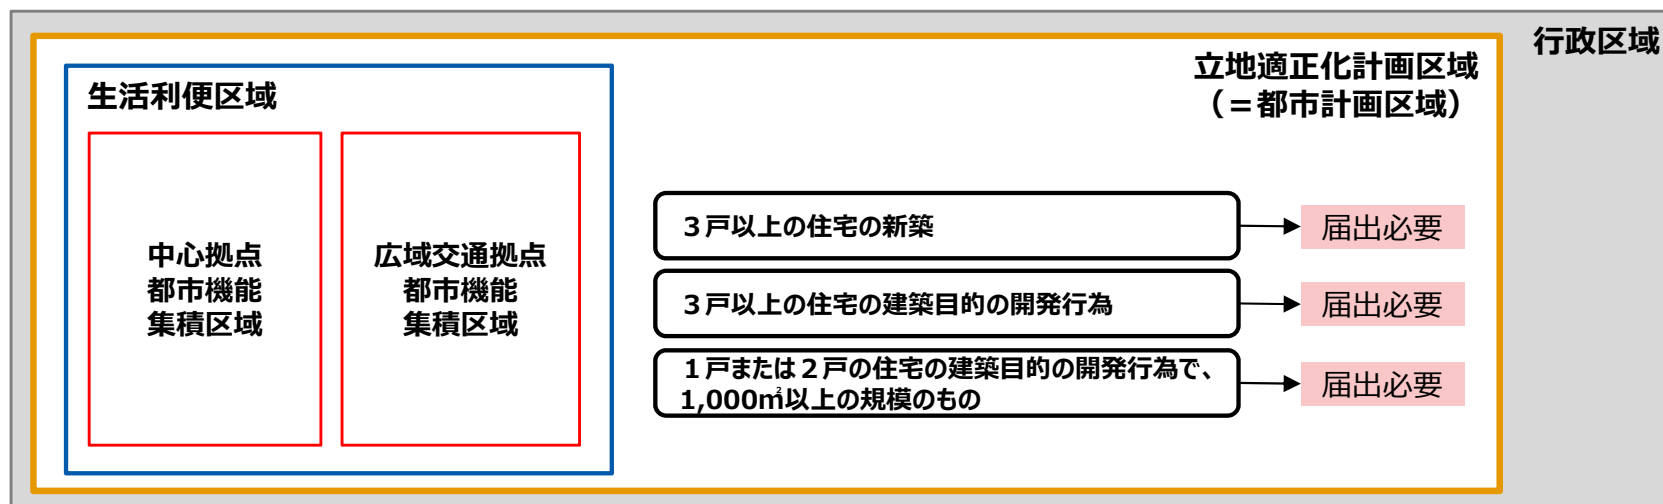 行政区域
立地適正化計画区域
（＝都市計画区域）
生活利便区域
中心拠点
都市機能
集積区域
広域交通拠点
都市機能
集積区域
３戸以上の住宅の新築
届出必要
３戸以上の住宅の建築目的の開発行為
届出必要
１戸または２戸の住宅の建築目的の開発行為で、
1,000㎡以上の規模のもの
届出必要